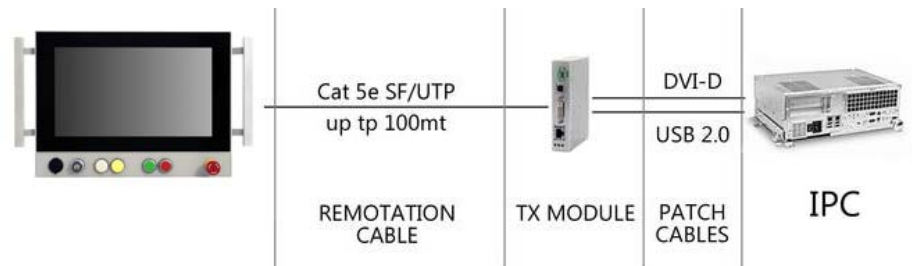 Cat 5e SF/UTP
up tp 100mt
DVI-D
USB 2.0
REMOTATION
CABLE
TX MODULE
PATCH
CABLES
IPC